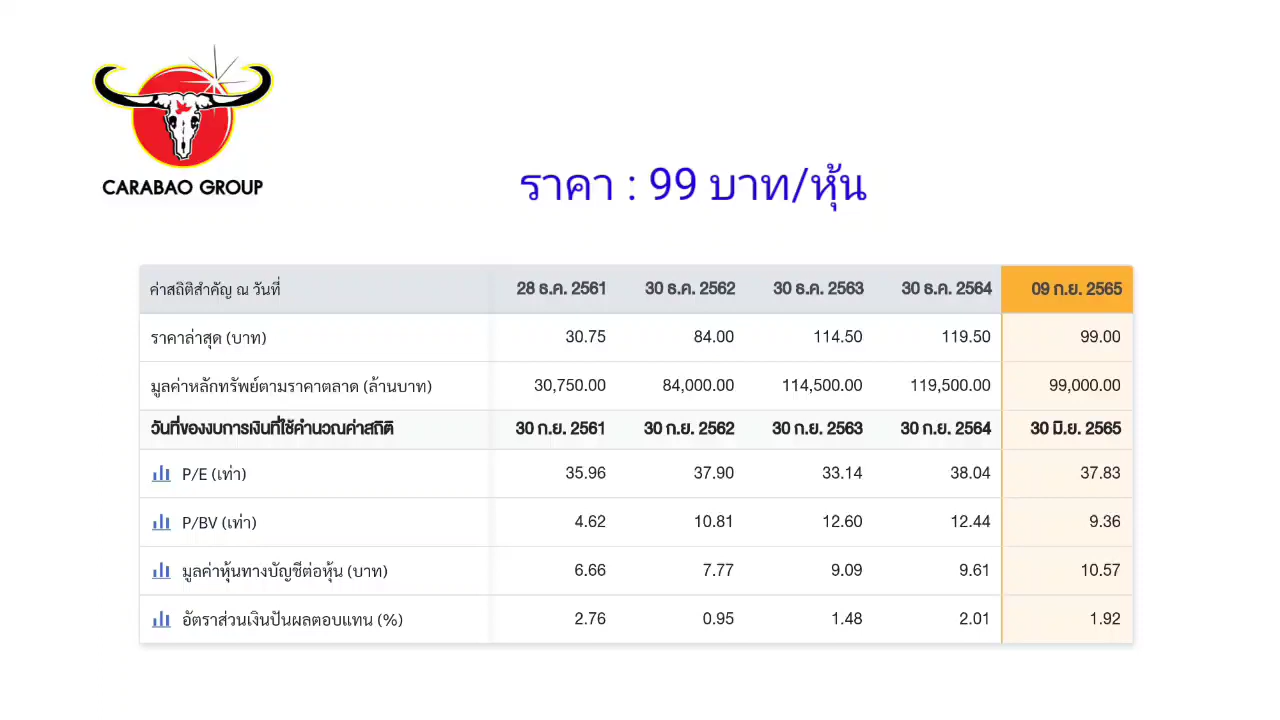 CARABAO GROUP
ราคา : 99 บาท/หุ้น
ค่าสถิติสำคัญ ณ วันที่ 28 ธ.ค. 2561 30 ธ.ค. 2562 30 ธ.ค. 2563 30 ธ.ค. 2564 09 ก.ย. 2565
ราคาล่าสุด (บาท) 30.75 84.00 114.50 119.50 99.00
มูลค่าหลักทรัพย์ตามราคาตลาด (ล้านบาท) 30,750.00 84,000.00 114,500.00 119,500.00 99,000.00
วันที่ของงบการเงินที่ใช้คำนวณค่าสถิติ 30 ก.ย. 2561 30 ก.ย. 2562 30 ก.ย. 2563 30 ก.ย. 2564 30 มิ.ย. 2565
P/E (เท่า) 35.96 37.90 33.14 38.04 37.83
P/BV (เท่า) 4.62 10.81 12.60 12.44 9.36
มูลค่าหุ้นทางบัญชีต่อหุ้น (บาท) 6.66 7.77 9.09 9.61 10.57
อัตราส่วนเงินปันผลตอบแทน (%) 2.76 0.95 1.48 2.01 1.92